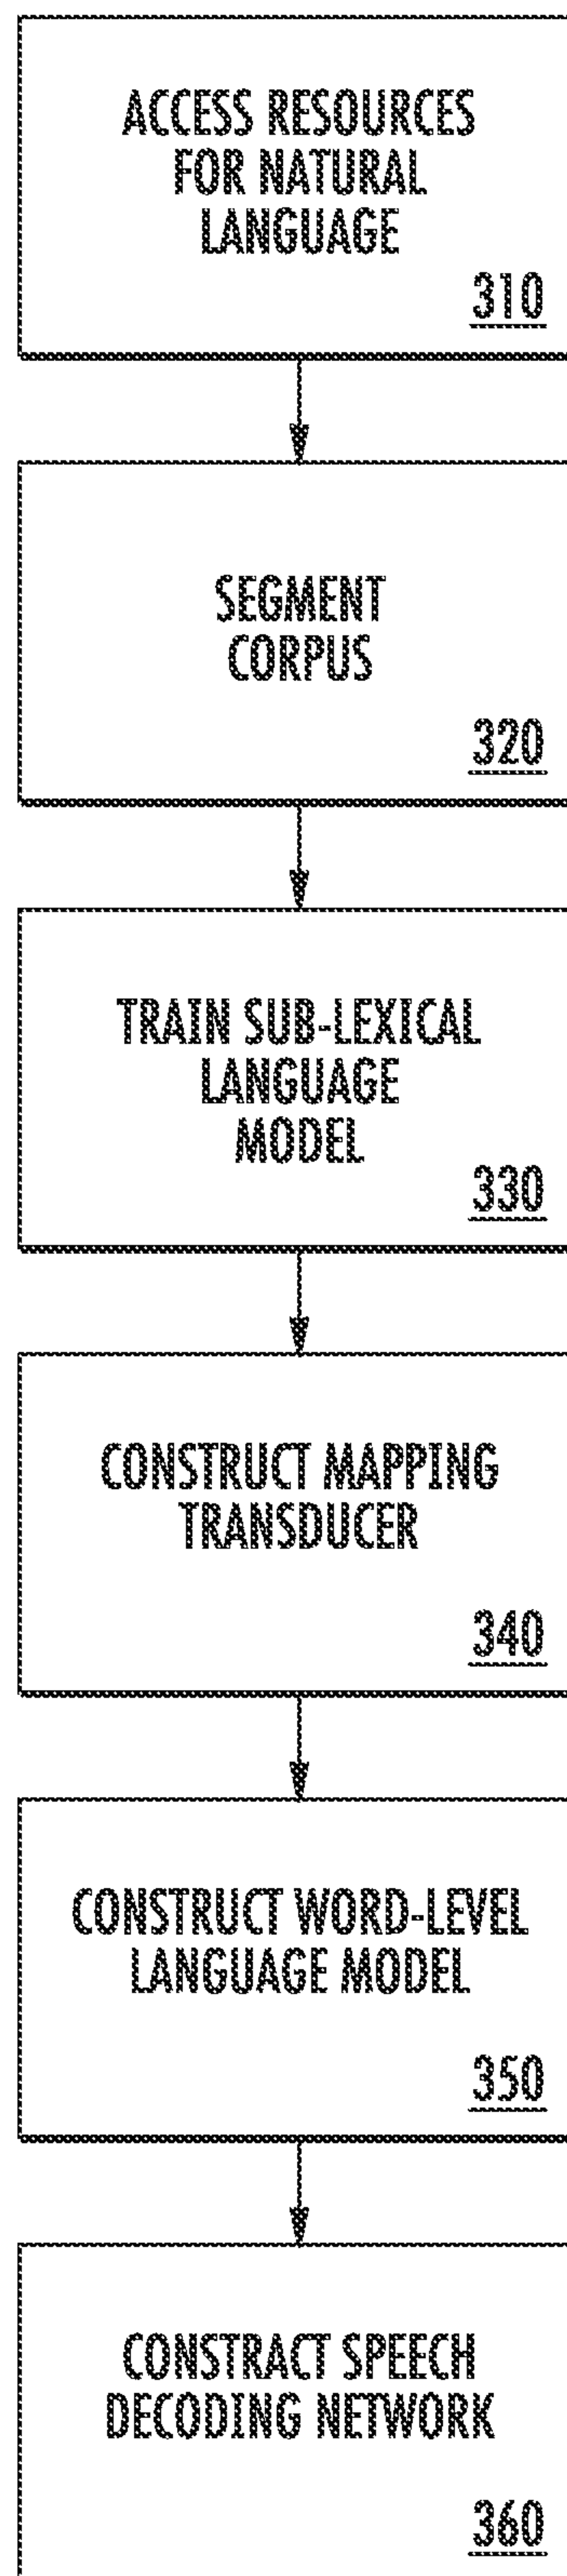 ACCESS RESOURCES
FOR NATURAL
LANGUAGE
310
SEGMENT
CORPUS
320
TRAIN SUB-LEXICAL
LANGUAGE
MODEL
330
CONSTRUCT MAPPING
TRANSDUCER
340
CONSTRUCT WORD-LEVEL
LANGUAGE MODEL
350
CONSTRACT SPEECH
DECODING NETWORK
360